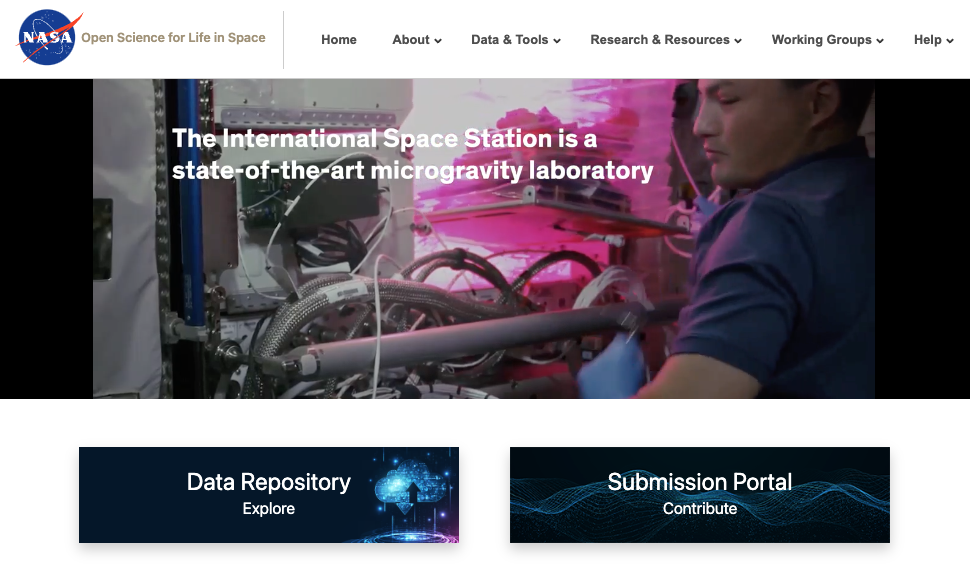 NASA
Open Science for Life in Space
Home
About
Data & Tools
Research & Resources
Working Groups
Help
The International Space Station is a
state-of-the-art microgravity laboratory
Data Repository
Explore
Submission Portal
Contribute